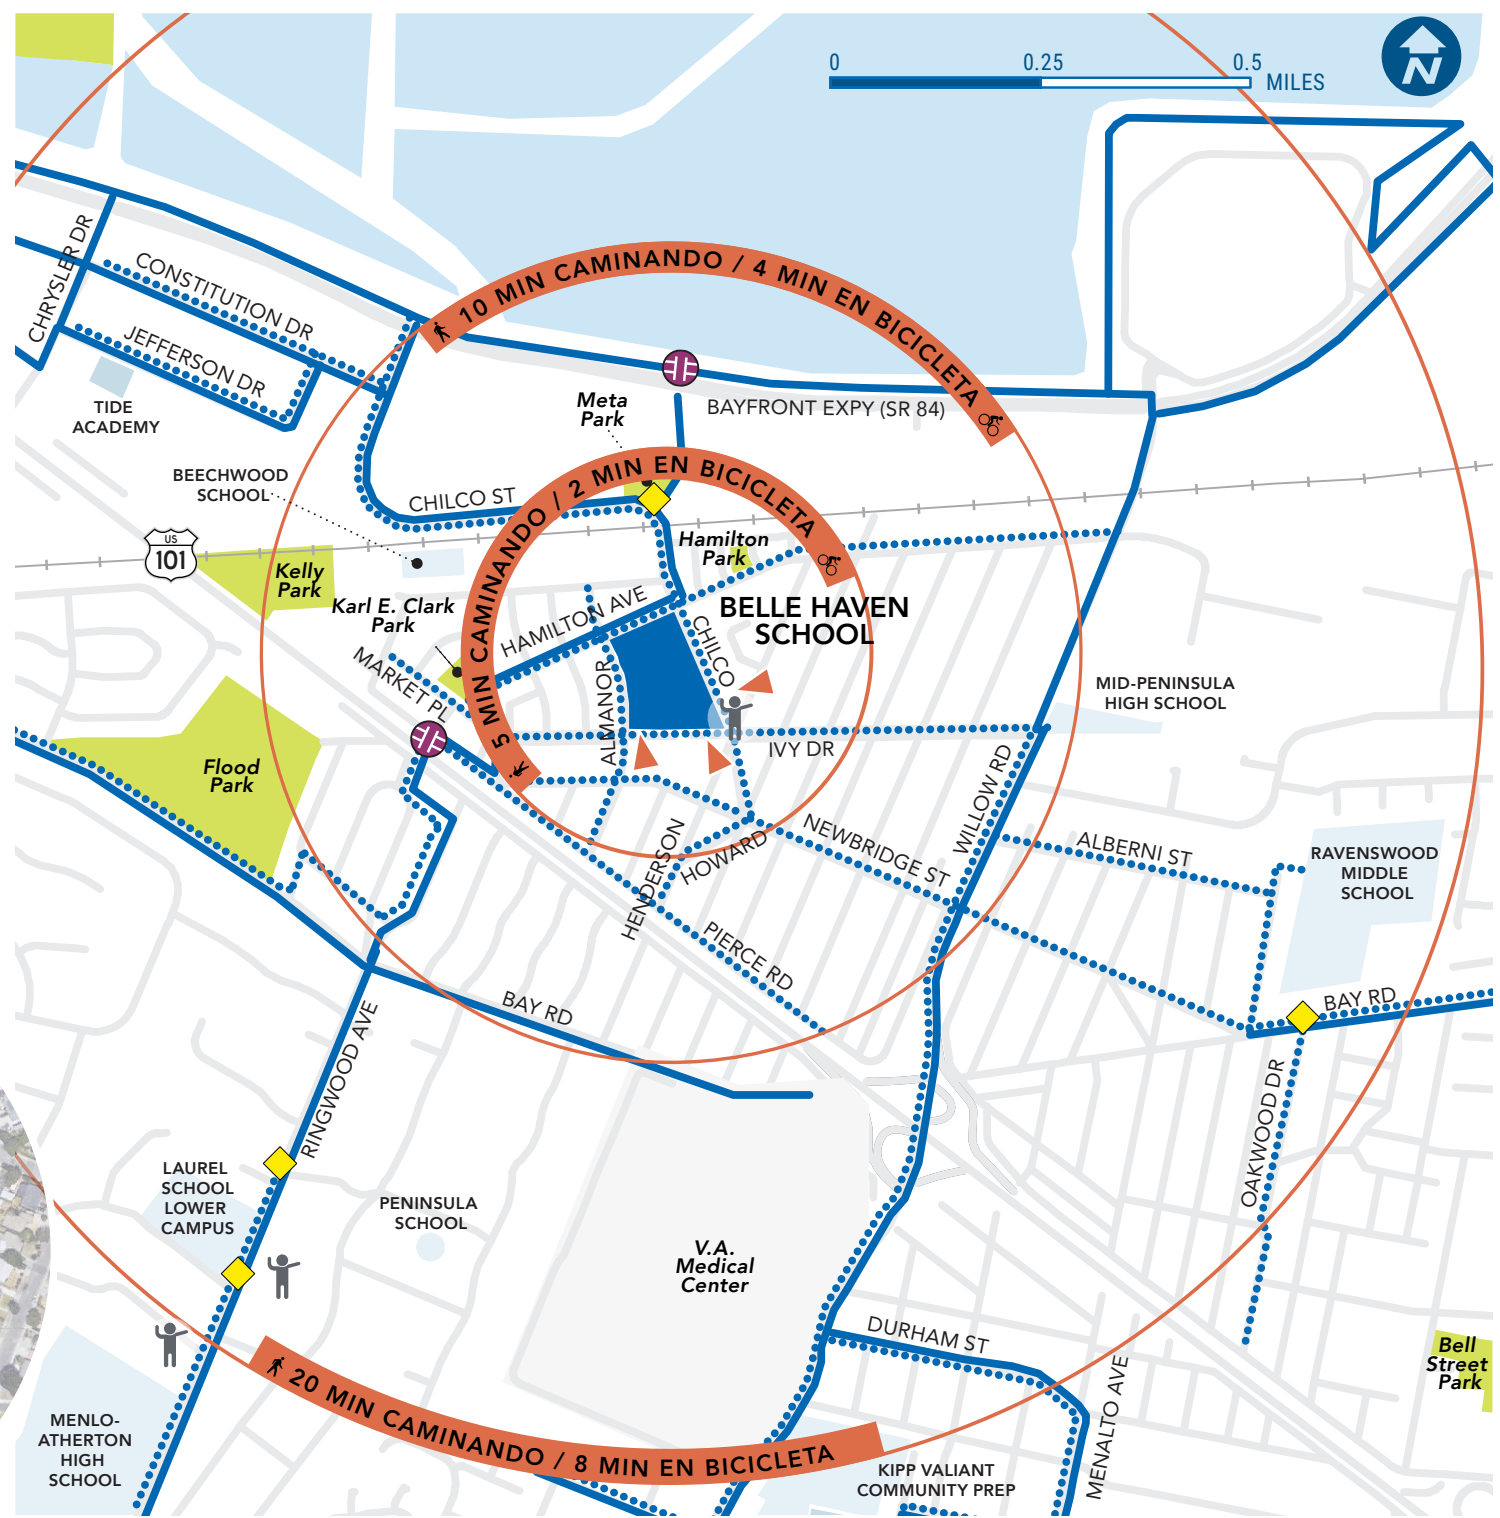 0 0.25 0.5
MILES
N
CHRYSLER DR
CONSTITUTION DR
JEFFERSON DR
10 MIN CAMINANDO / 4 MIN EN BICICLETA
TIDE
ACADEMY
Meta
Park
BAYFRONT EXPY (SR 84)
BEECHWOOD
SCHOOL
CHILCO ST
5 MIN CAMINANDO / 2 MIN EN BICICLETA
US
101
Kelly
Park
Hamilton
Park
Karl E. Clark
Park
HAMILTON AVE
BELLE HAVEN
SCHOOL
CHILCO
MARKET PL
ALMANOR
MID-PENINSULA
HIGH SCHOOL
IVY DR
Flood
Park
WILLOW RD
HENDERSON
HOWARD
NEWBRIDGE ST
ALBERNI ST
RAVENSWOOD
MIDDLE
SCHOOL
PIERCE RD
BAY RD
BAY RD
RINGWOOD AVE
OAKWOOD DR
LAUREL
SCHOOL
LOWER
CAMPUS
PENINSULA
SCHOOL
V.A.
Medical
Center
DURHAM ST
MENALTO AVE
Bell
Street
Park
20 MIN CAMINANDO / 8 MIN EN BICICLETA
MENLO-
ATHERTON
HIGH
SCHOOL
KIPP VALIANT
COMMUNITY PREP